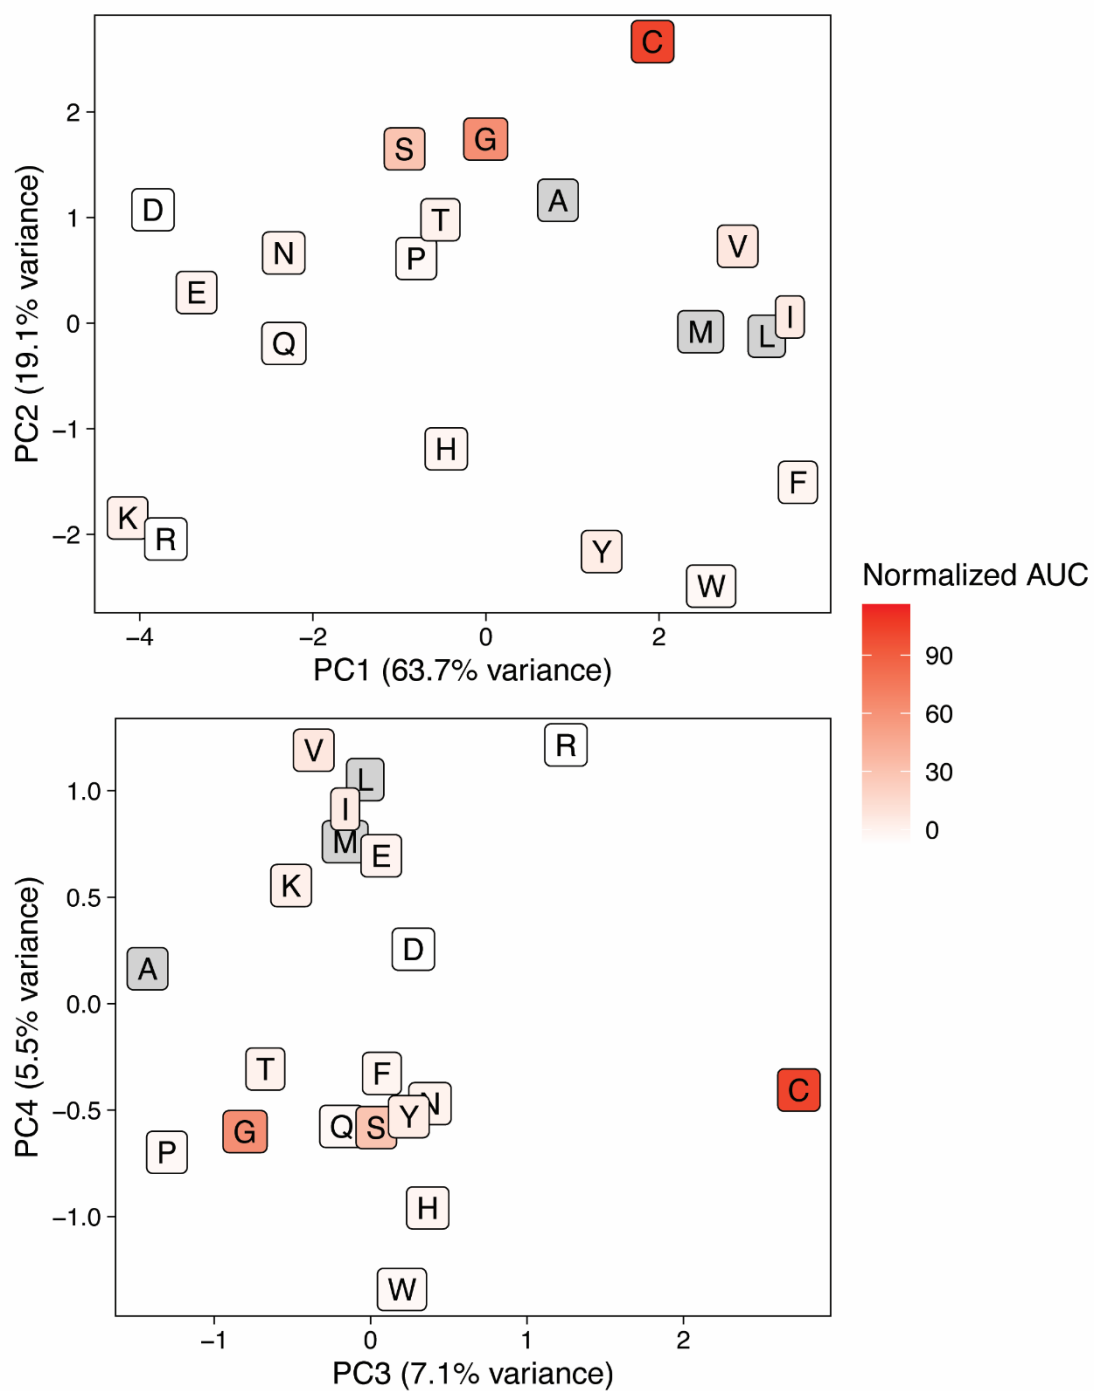 C
2
G
S
A
D
1
T
V
N
P
E
I
0
M
L
Q
−1
H
F
K
−2
R
Y
W
−4
−2
0
2
PC1 (63.7% variance)
PC2 (19.1% variance)
Normalized AUC
90
60
30
0
R
V
L
1.0
I
M
E
K
0.5
D
A
0.0
T
F
C
N
−0.5
Y
G
Q
S
P
H
−1.0
W
−1
0
1
2
PC3 (7.1% variance)
PC4 (5.5% variance)